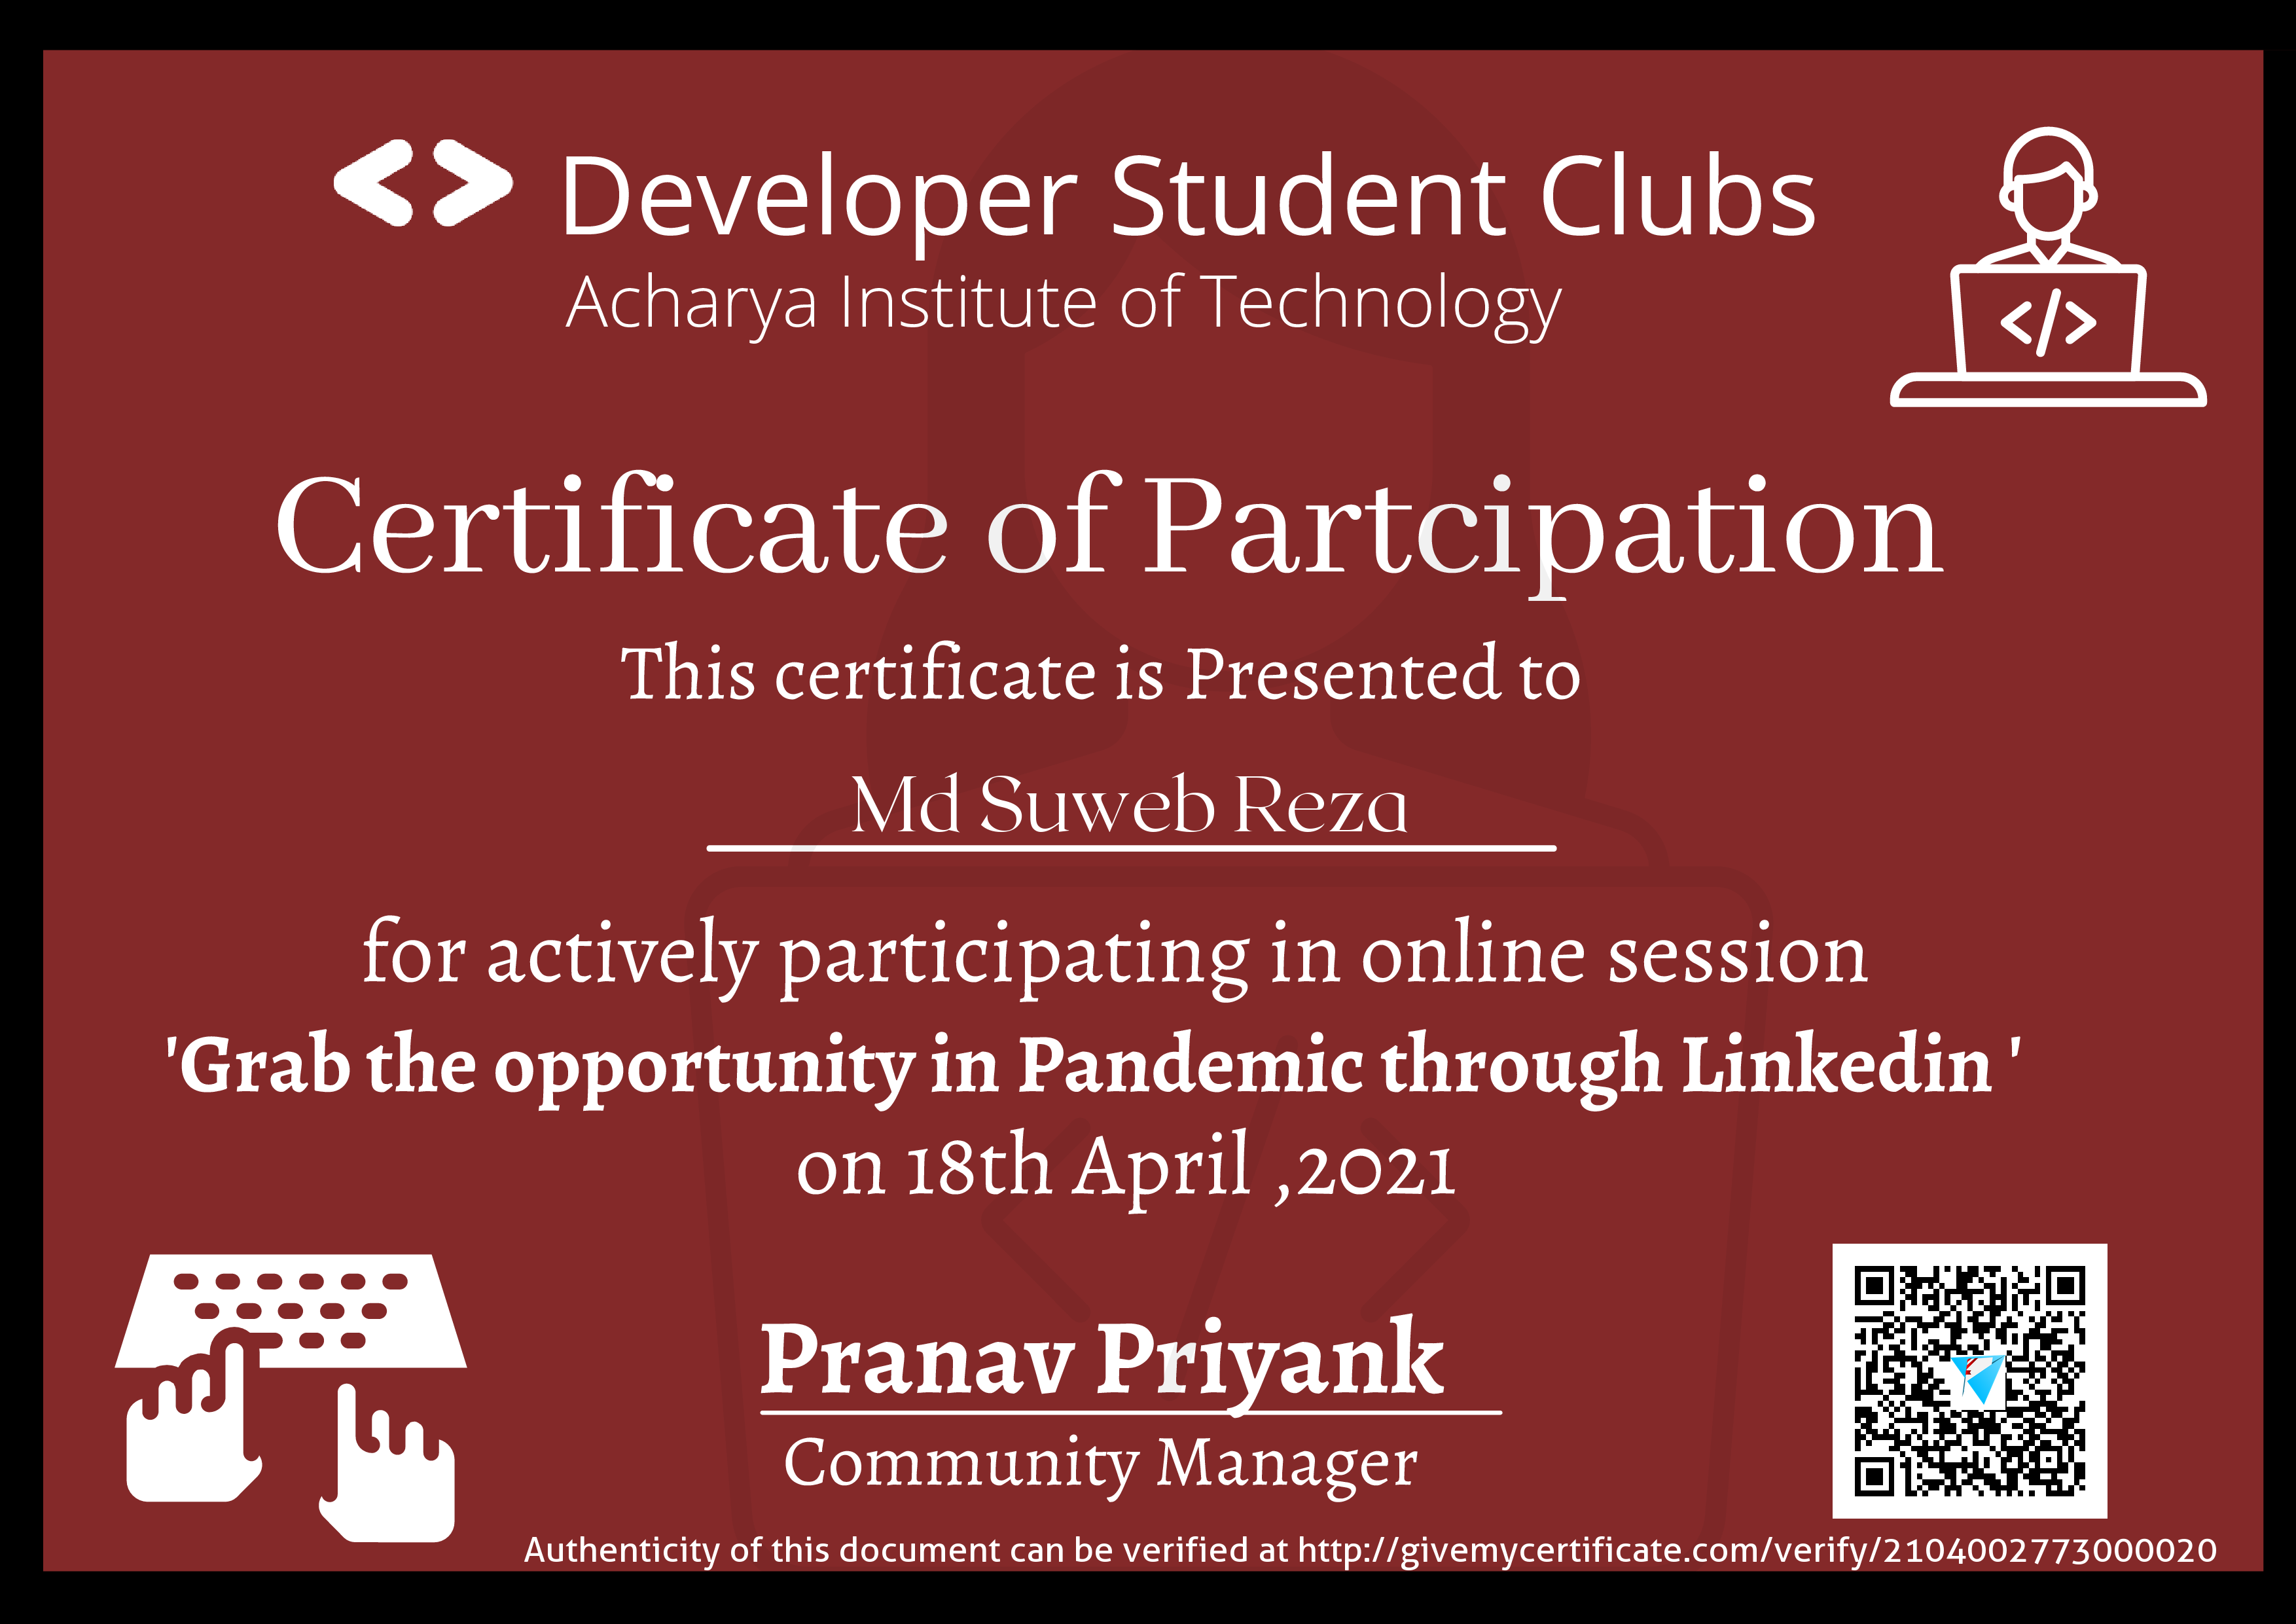 <> Developer Student Clubs
Acharya Institute of Technology
</>
Certificate of Partcipation
This certificate is Presented to
Md Suweb Reza
for actively participating in online session
'Grab the opportunity in Pandemic through Linkedin '
on 18th April ,2021
Pranav Priyank
Community Manager
Authenticity of this document can be verified at http://givemycertificate.com/verify/2104002773000020